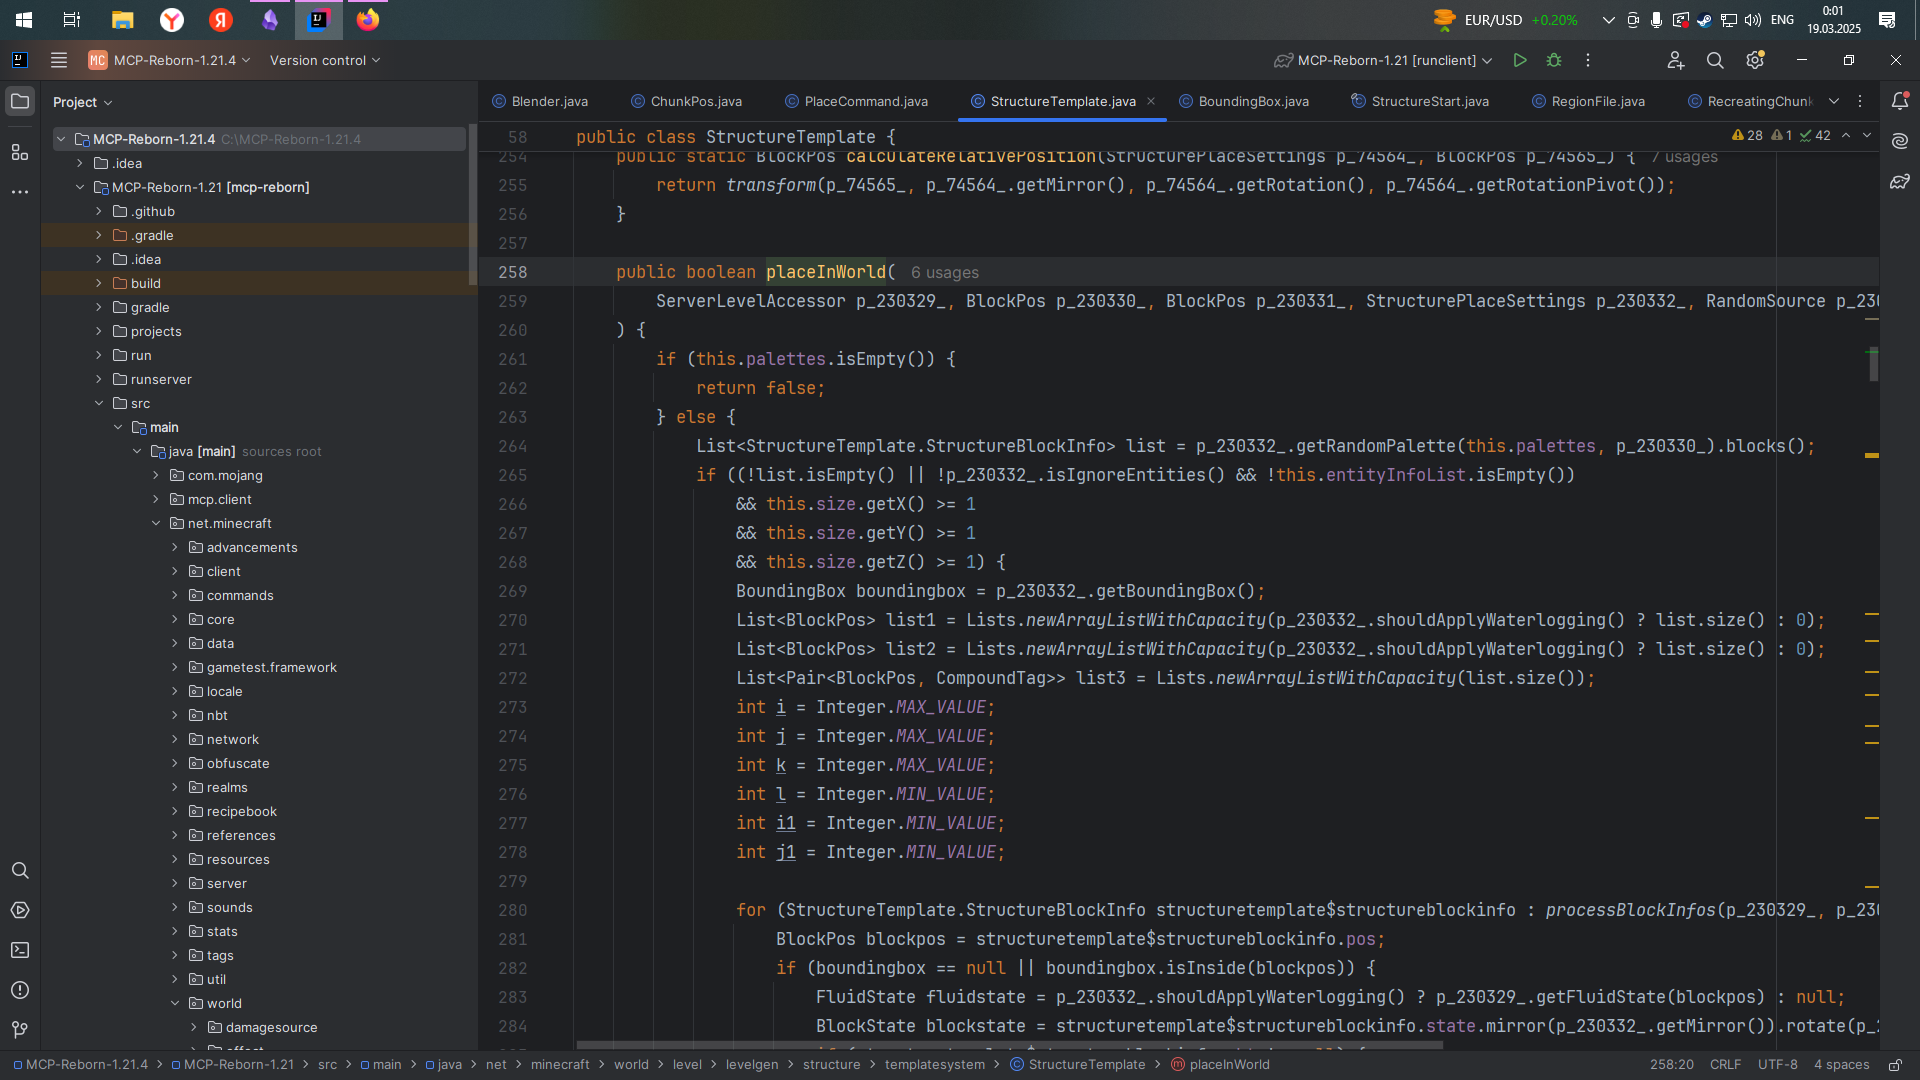 EUR/USD +0.20% ENG 0:01
19.03.2025
MC MCP-Reborn-1.21.4 Version control MCP-Reborn-1.21 [runclient]
Project
Blender.java ChunkPos.java PlaceCommand.java StructureTemplate.java BoundingBox.java StructureStart.java RegionFile.java RecreatingChunk
MCP-Reborn-1.21.4 C:\MCP-Reborn-1.21.4
.idea
MCP-Reborn-1.21 [mcp-reborn]
.github
.gradle
.idea
build
gradle
projects
run
runserver
src
main
java [main] sources root
com.mojang
mcp.client
net.minecraft
advancements
client
commands
core
data
gametest.framework
locale
nbt
network
obfuscate
realms
recipebook
references
resources
server
sounds
stats
tags
util
world
damagesource
58 public class StructureTemplate { 28 1 42
254 public static BlockPos calculateRelativePosition(StructurePlaceSettings p_74564_, BlockPos p_74565_) { 7 usages
255 return transform(p_74565_, p_74564_.getMirror(), p_74564_.getRotation(), p_74564_.getRotationPivot());
256 }
257
258 public boolean placeInWorld( 6 usages
259 ServerLevelAccessor p_230329_, BlockPos p_230330_, BlockPos p_230331_, StructurePlaceSettings p_230332_, RandomSource p_230
260 ) {
261 if (this.palettes.isEmpty()) {
262 return false;
263 } else {
264 List<StructureTemplate.StructureBlockInfo> list = p_230332_.getRandomPalette(this.palettes, p_230330_).blocks();
265 if ((!list.isEmpty() || !p_230332_.isIgnoreEntities() && !this.entityInfoList.isEmpty())
266 && this.size.getX() >= 1
267 && this.size.getY() >= 1
268 && this.size.getZ() >= 1) {
269 BoundingBox boundingbox = p_230332_.getBoundingBox();
270 List<BlockPos> list1 = Lists.newArrayListWithCapacity(p_230332_.shouldApplyWaterlogging() ? list.size() : 0);
271 List<BlockPos> list2 = Lists.newArrayListWithCapacity(p_230332_.shouldApplyWaterlogging() ? list.size() : 0);
272 List<Pair<BlockPos, CompoundTag>> list3 = Lists.newArrayListWithCapacity(list.size());
273 int i = Integer.MAX_VALUE;
274 int j = Integer.MAX_VALUE;
275 int k = Integer.MAX_VALUE;
276 int l = Integer.MIN_VALUE;
277 int i1 = Integer.MIN_VALUE;
278 int j1 = Integer.MIN_VALUE;
279
280 for (StructureTemplate.StructureBlockInfo structuretemplate$structureblockinfo : processBlockInfos(p_230329_, p_230
281 BlockPos blockpos = structuretemplate$structureblockinfo.pos;
282 if (boundingbox == null || boundingbox.isInside(blockpos)) {
283 FluidState fluidstate = p_230332_.shouldApplyWaterlogging() ? p_230329_.getFluidState(blockpos) : null;
284 BlockState blockstate = structuretemplate$structureblockinfo.state.mirror(p_230332_.getMirror()).rotate(p_2
MCP-Reborn-1.21.4 MCP-Reborn-1.21 src main java net minecraft world level levelgen structure templatesystem StructureTemplate placeInWorld 258:20 CRLF UTF-8 4 spaces